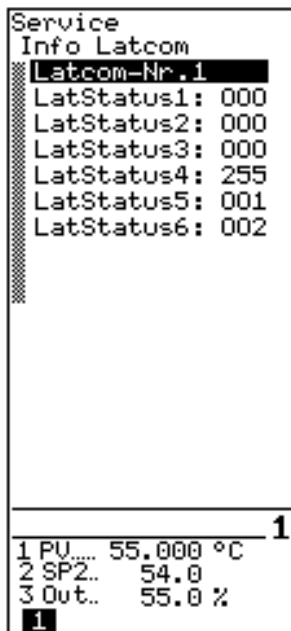 Service
Info Latcom
Latcom-Nr.1
LatStatus1: 000
LatStatus2: 000
LatStatus3: 000
LatStatus4: 255
LatStatus5: 001
LatStatus6: 002
1
1 PV..... 55.000 °C
2 SP2.. 54.0
3 Out.. 55.0 %
1